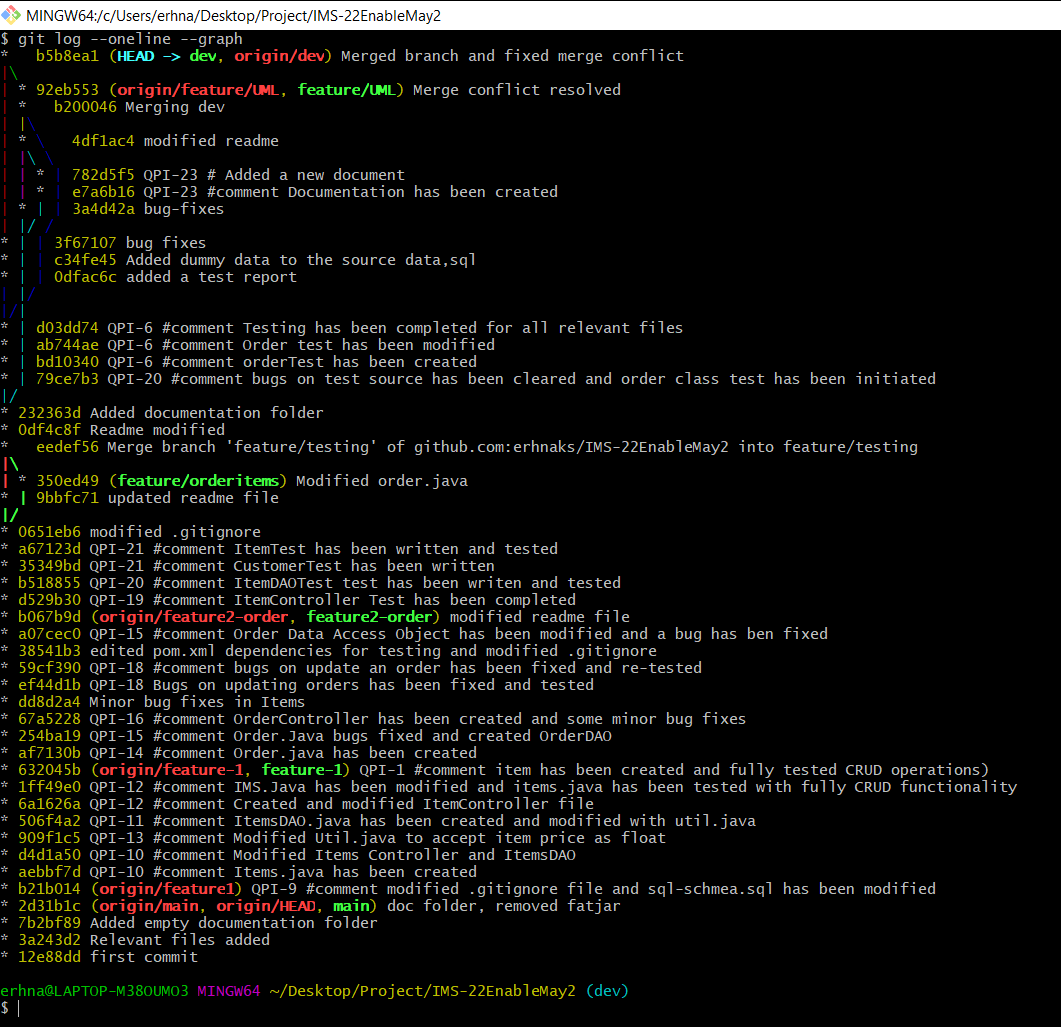 MINGW64:/c/Users/erhna/Desktop/Project/IMS-22EnableMay2
$ git log --oneline --graph
*   b5b8ea1 (HEAD -> dev, origin/dev) Merged branch and fixed merge conflict
|\
| * 92eb553 (origin/feature/UML, feature/UML) Merge conflict resolved
| *   b200046 Merging dev
| |\
| * \   4df1ac4 modified readme
| |\ \
| | * | 782d5f5 QPI-23 # Added a new document
| | * | e7a6b16 QPI-23 #comment Documentation has been created
| * | | 3a4d42a bug-fixes
| |/ /
* | | 3f67107 bug fixes
* | | c34fe45 Added dummy data to the source data,sql
* | | 0dfac6c added a test report
| |/
|/|
* | d03dd74 QPI-6 #comment Testing has been completed for all relevant files
* | ab744ae QPI-6 #comment Order test has been modified
* | bd10340 QPI-6 #comment orderTest has been created
* | 79ce7b3 QPI-20 #comment bugs on test source has been cleared and order class test has been initiated
|/
* 232363d Added documentation folder
* 0df4c8f Readme modified
*   eedef56 Merge branch 'feature/testing' of github.com:erhnaks/IMS-22EnableMay2 into feature/testing
|\
| * 350ed49 (feature/orderitems) Modified order.java
* | 9bbfc71 updated readme file
|/
* 0651eb6 modified .gitignore
* a67123d QPI-21 #comment ItemTest has been written and tested
* 35349bd QPI-21 #comment CustomerTest has been written
* b518855 QPI-20 #comment ItemDAOTest test has been writen and tested
* d529b30 QPI-19 #comment ItemController Test has been completed
* b067b9d (origin/feature2-order, feature2-order) modified readme file
* a07cec0 QPI-15 #comment Order Data Access Object has been modified and a bug has ben fixed
* 38541b3 edited pom.xml dependencies for testing and modified .gitignore
* 59cf390 QPI-18 #comment bugs on update an order has been fixed and re-tested
* ef44d1b QPI-18 Bugs on updating orders has been fixed and tested
* dd8d2a4 Minor bug fixes in Items
* 67a5228 QPI-16 #comment OrderController has been created and some minor bug fixes
* 254ba19 QPI-15 #comment Order.Java bugs fixed and created OrderDAO
* af7130b QPI-14 #comment Order.java has been created
* 632045b (origin/feature-1, feature-1) QPI-1 #comment item has been created and fully tested CRUD operations)
* 1ff49e0 QPI-12 #comment IMS.Java has been modified and items.java has been tested with fully CRUD functionality
* 6a1626a QPI-12 #comment Created and modified ItemController file
* 506f4a2 QPI-11 #comment ItemsDAO.java has been created and modified with util.java
* 909f1c5 QPI-13 #comment Modified Util.java to accept item price as float
* d4d1a50 QPI-10 #comment Modified Items Controller and ItemsDAO
* aebbf7d QPI-10 #comment Items.java has been created
* b21b014 (origin/feature1) QPI-9 #comment modified .gitignore file and sql-schmea.sql has been modified
* 2d31b1c (origin/main, origin/HEAD, main) doc folder, removed fatjar
* 7b2bf89 Added empty documentation folder
* 3a243d2 Relevant files added
* 12e88dd first commit
erhna@LAPTOP-M38OUMO3 MINGW64 ~/Desktop/Project/IMS-22EnableMay2 (dev)
$